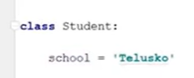 class Student:
school = 'Telusko'